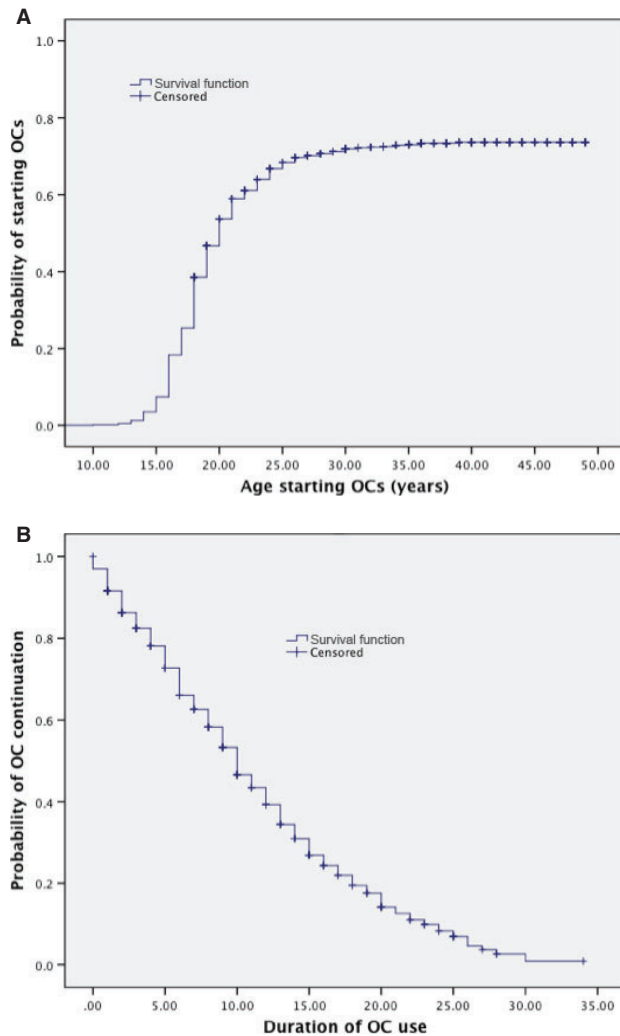 A
1.0
0.8
0.6
0.4
0.2
0.0
Probability of starting OCs
Survival function
Censored
10.00 15.00 20.00 25.00 30.00 35.00 40.00 45.00 50.00
Age starting OCs (years)
B
1.0
0.8
0.6
0.4
0.2
0.0
Probability of OC continuation
Survival function
Censored
.00 5.00 10.00 15.00 20.00 25.00 30.00 35.00
Duration of OC use